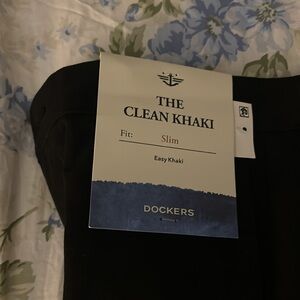 THE
CLEAN KHAKI
Fit: Slim
Easy Khaki
DOCKERS